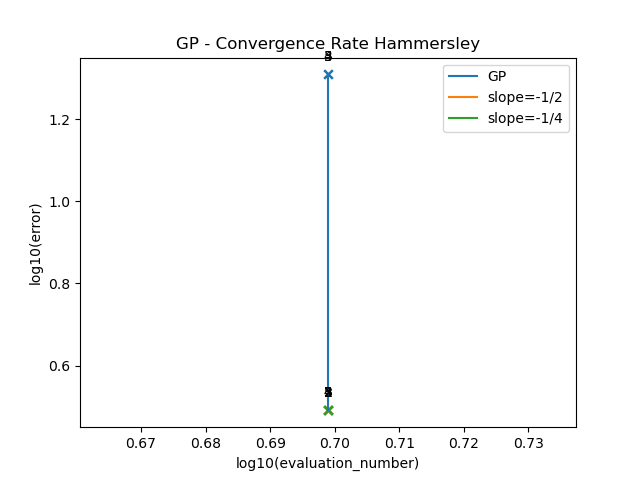 GP - Convergence Rate Hammersley
GP
slope=-1/2
slope=-1/4
1.2
1.0
0.8
0.6
log10(error)
0.67 0.68 0.69 0.70 0.71 0.72 0.73
log10(evaluation_number)